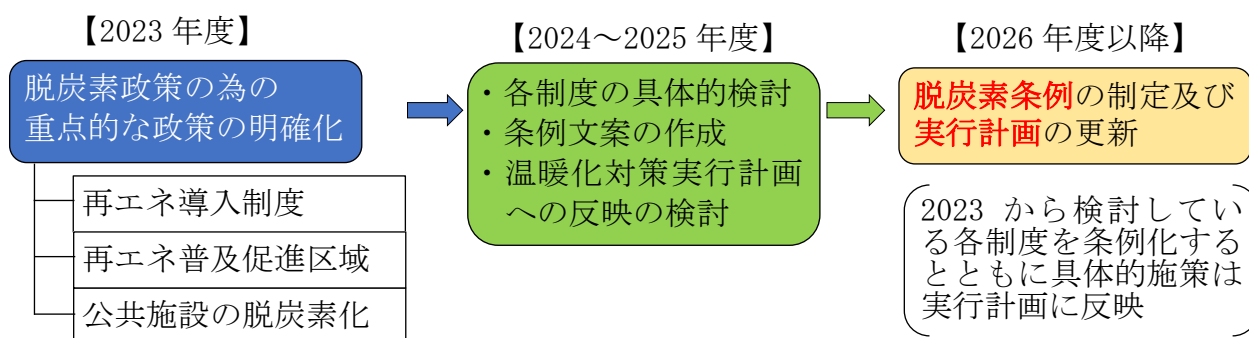 【2023 年度】
脱炭素政策の為の
重点的な政策の明確化
再エネ導入制度
再エネ普及促進区域
公共施設の脱炭素化
【2024～2025 年度】
・各制度の具体的検討
・条例文案の作成
・温暖化対策実行計画
への反映の検討
【2026 年度以降】
脱炭素条例の制定及び
実行計画の更新
2023 から検討してい
る各制度を条例化する
とともに具体的施策は
実行計画に反映